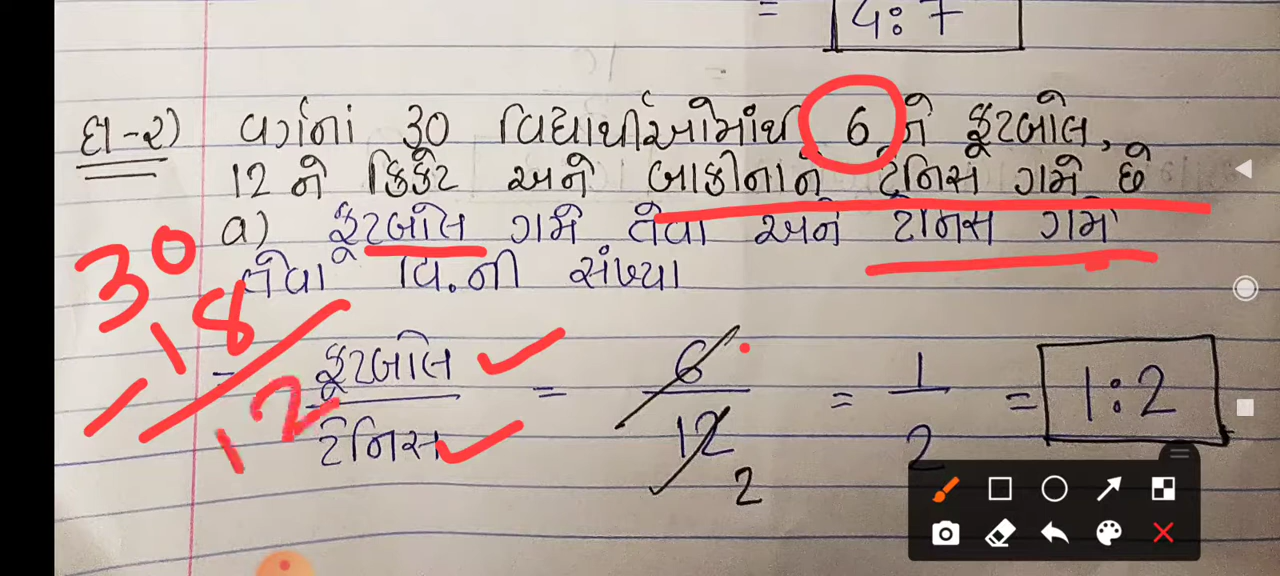 = 4:7
દા-૨) વર્ગનાં 30 વિદ્યાર્થીઓમાંથી 6 ને ફૂટબોલ,
12 ને ક્રિકેટ અને બાકીનાને ટેનિસ ગમે છે
a) ફૂટબોલ ગમે તેવા અને ટેનિસ ગમે
તેવા વિ.ની સંખ્યા
30
- 18
12
ફૂટબોલ / ટેનિસ = 6 / 12 2 = 1 / 2 = 1:2